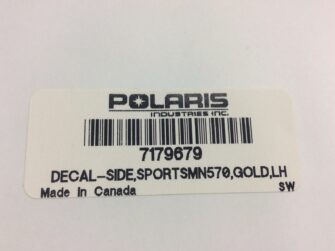 POLARIS
INDUSTRIES INC.
7179679
DECAL-SIDE,SPORTSMN570,GOLD,LH
Made In Canada SW